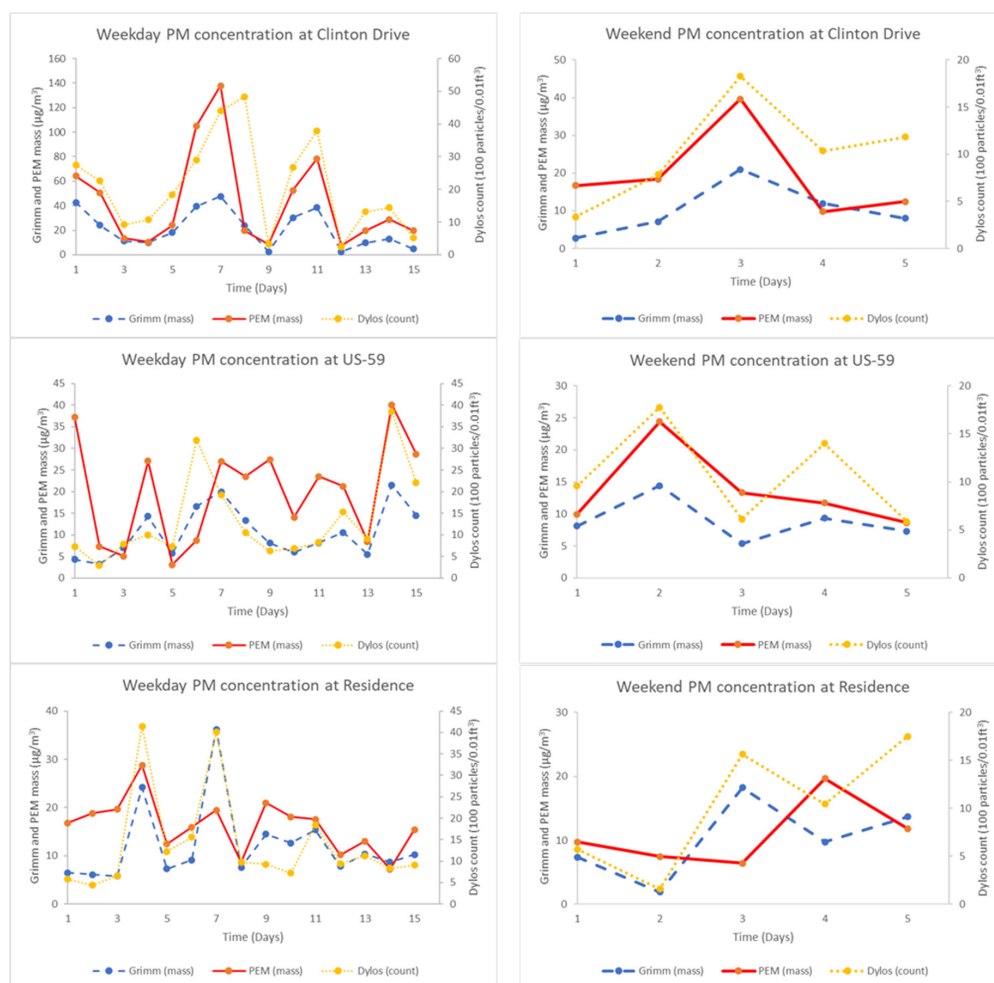 Weekday PM concentration at Clinton Drive
Grimm and PEM mass (µg/m³)
160
140
120
100
80
60
40
20
0
60
50
40
30
20
10
0
Dylos count (100 particles/0.01ft³)
1 3 5 7 9 11 13 15
Time (Days)
Grimm (mass) PEM (mass) Dylos (count)
Weekend PM concentration at Clinton Drive
Grimm and PEM mass (µg/m³)
50
40
30
20
10
0
20
15
10
5
0
Dylos count (100 particles/0.01ft³)
1 2 3 4 5
Time (Days)
Grimm (mass) PEM (mass) Dylos (count)
Weekday PM concentration at US-59
Grimm and PEM mass (µg/m³)
45
40
35
30
25
20
15
10
5
0
45
40
35
30
25
20
15
10
5
0
Dylos count (100 particles/0.01ft³)
1 3 5 7 9 11 13 15
Time (Days)
Grimm (mass) PEM (mass) Dylos (count)
Weekend PM concentration at US-59
Grimm and PEM mass (µg/m³)
30
25
20
15
10
5
0
20
15
10
5
0
Dylos count (100 particles/0.01ft³)
1 2 3 4 5
Time (Days)
Grimm (mass) PEM (mass) Dylos (count)
Weekday PM concentration at Residence
Grimm and PEM mass (µg/m³)
40
30
20
10
0
45
40
35
30
25
20
15
10
5
0
Dylos count (100 particles/0.01ft³)
1 3 5 7 9 11 13 15
Time (Days)
Grimm (mass) PEM (mass) Dylos (count)
Weekend PM concentration at Residence
Grimm and PEM mass (µg/m³)
30
20
10
0
20
15
10
5
0
Dylos count (100 particles/0.01ft³)
1 2 3 4 5
Time (Days)
Grimm (mass) PEM (mass) Dylos (count)